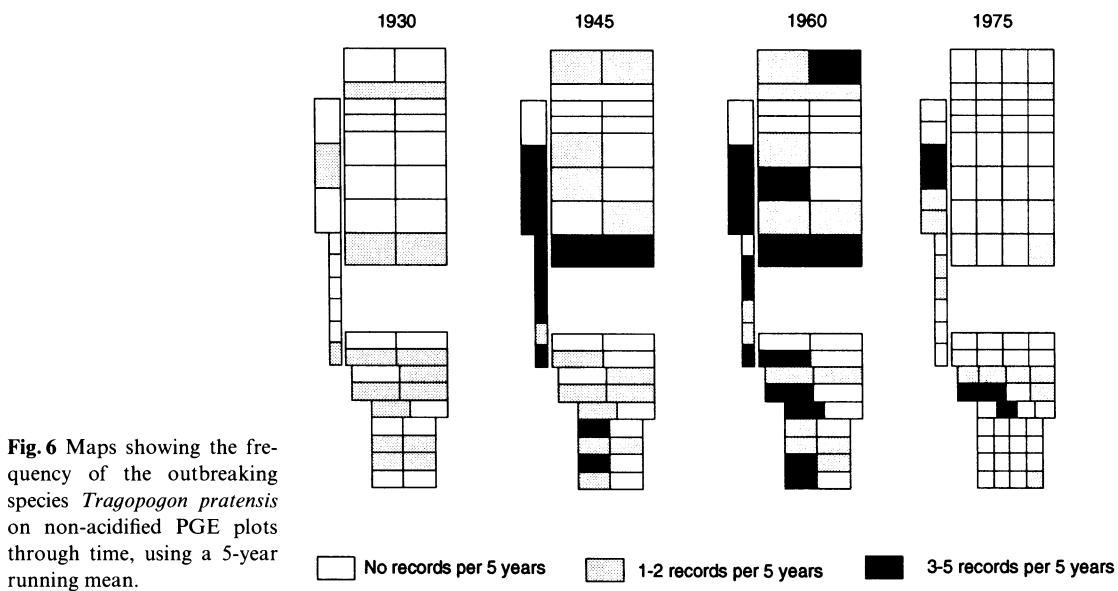 1930 1945 1960 1975
Fig. 6 Maps showing the fre-
quency of the outbreaking
species Tragopogon pratensis
on non-acidified PGE plots
through time, using a 5-year
running mean.
No records per 5 years 1-2 records per 5 years 3-5 records per 5 years